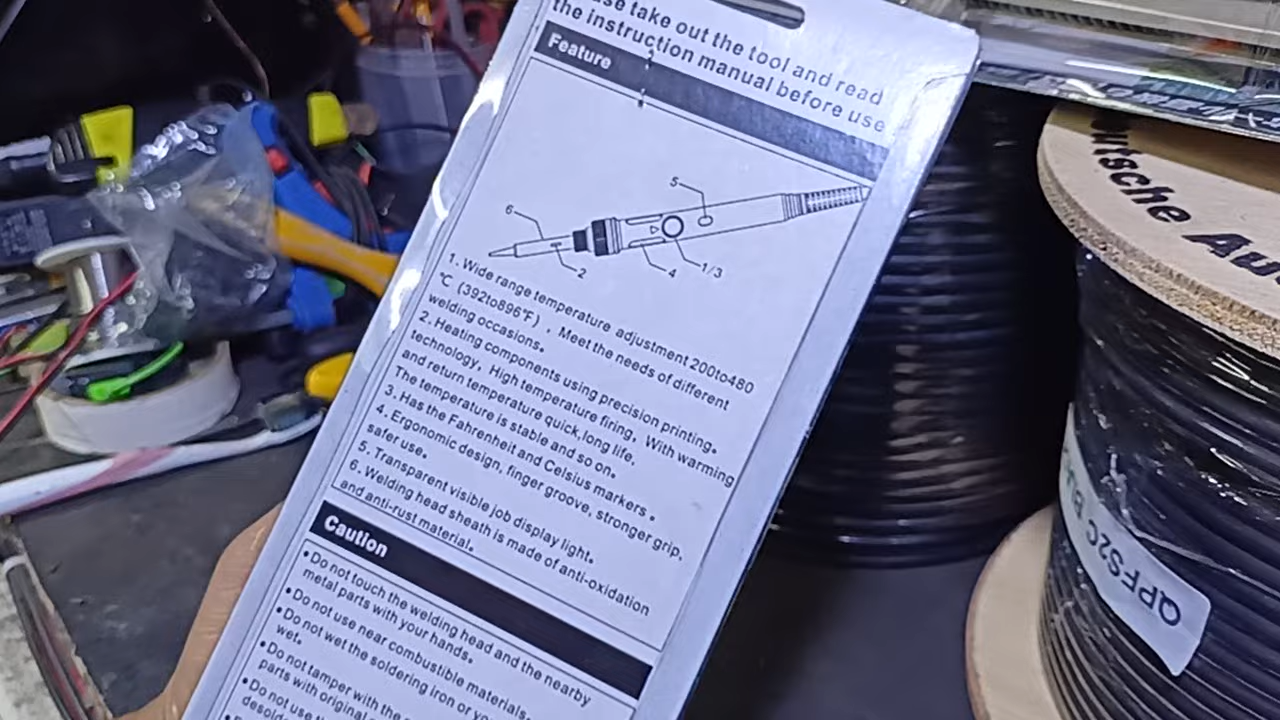 take out the tool and read
the instruction manual before use
Feature
5
6
2
4
1/3
1. Wide range temperature adjustment 200to480
℃ (392to896℉) , Meet the needs of different
welding occasions。
2. Heating components using precision printing,
technology, High temperature firing, With warming
and return temperature quick,long life,
The temperature is stable and so on。
3. Has the Fahrenheit and Celsius markers 。
4. Ergonomic design, finger groove, stronger grip,
safer use。
5. Transparent visible job display light。
6. Welding head sheath is made of anti-oxidation
and anti-rust material。
Caution
•Do not touch the welding head and the nearby
metal parts with your hands。
•Do not use near combustible materials。
•Do not wet the soldering iron or
wet。
•Do not tamper with the
parts with original
•Do not use
utsche Au
QPFS2C